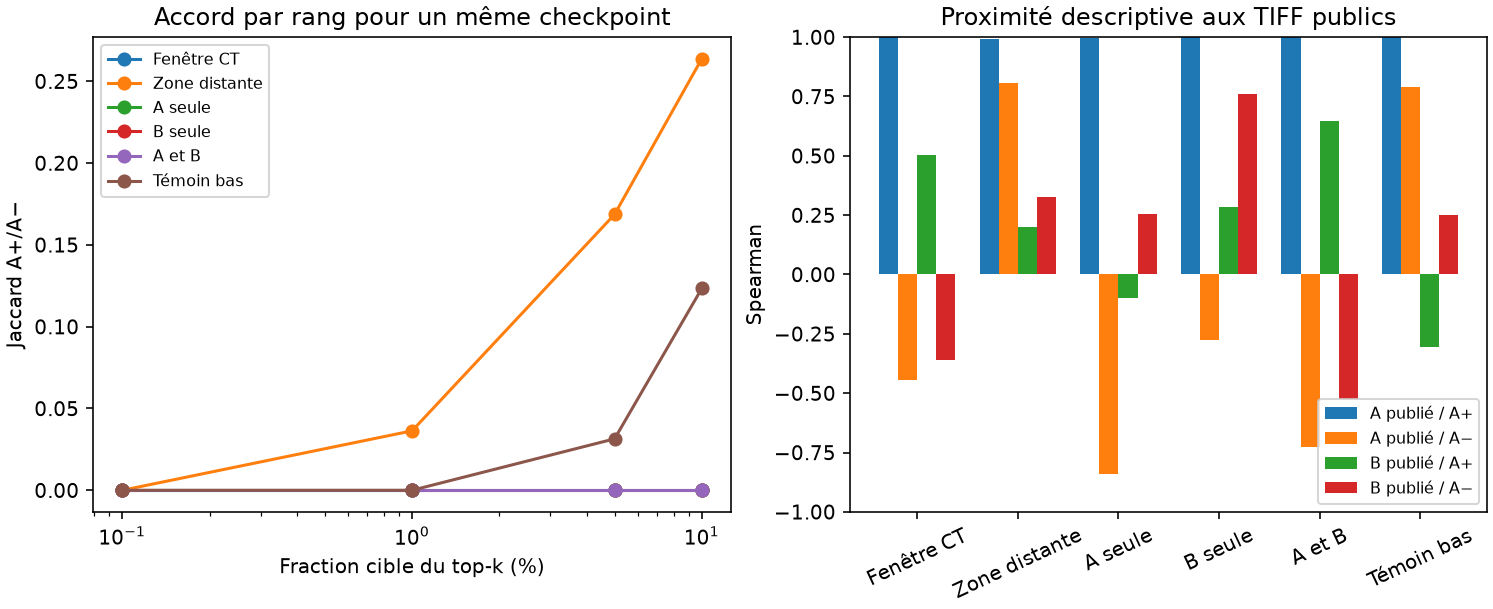 Accord par rang pour un même checkpoint
Jaccard A+/A−
0.25
0.20
0.15
0.10
0.05
0.00
Fenêtre CT
Zone distante
A seule
B seule
A et B
Témoin bas
10⁻¹
10⁰
10¹
Fraction cible du top-k (%)
Proximité descriptive aux TIFF publics
Spearman
1.00
0.75
0.50
0.25
0.00
−0.25
−0.50
−0.75
−1.00
A publié / A+
A publié / A−
B publié / A+
B publié / A−
Fenêtre CT
Zone distante
A seule
B seule
A et B
Témoin bas